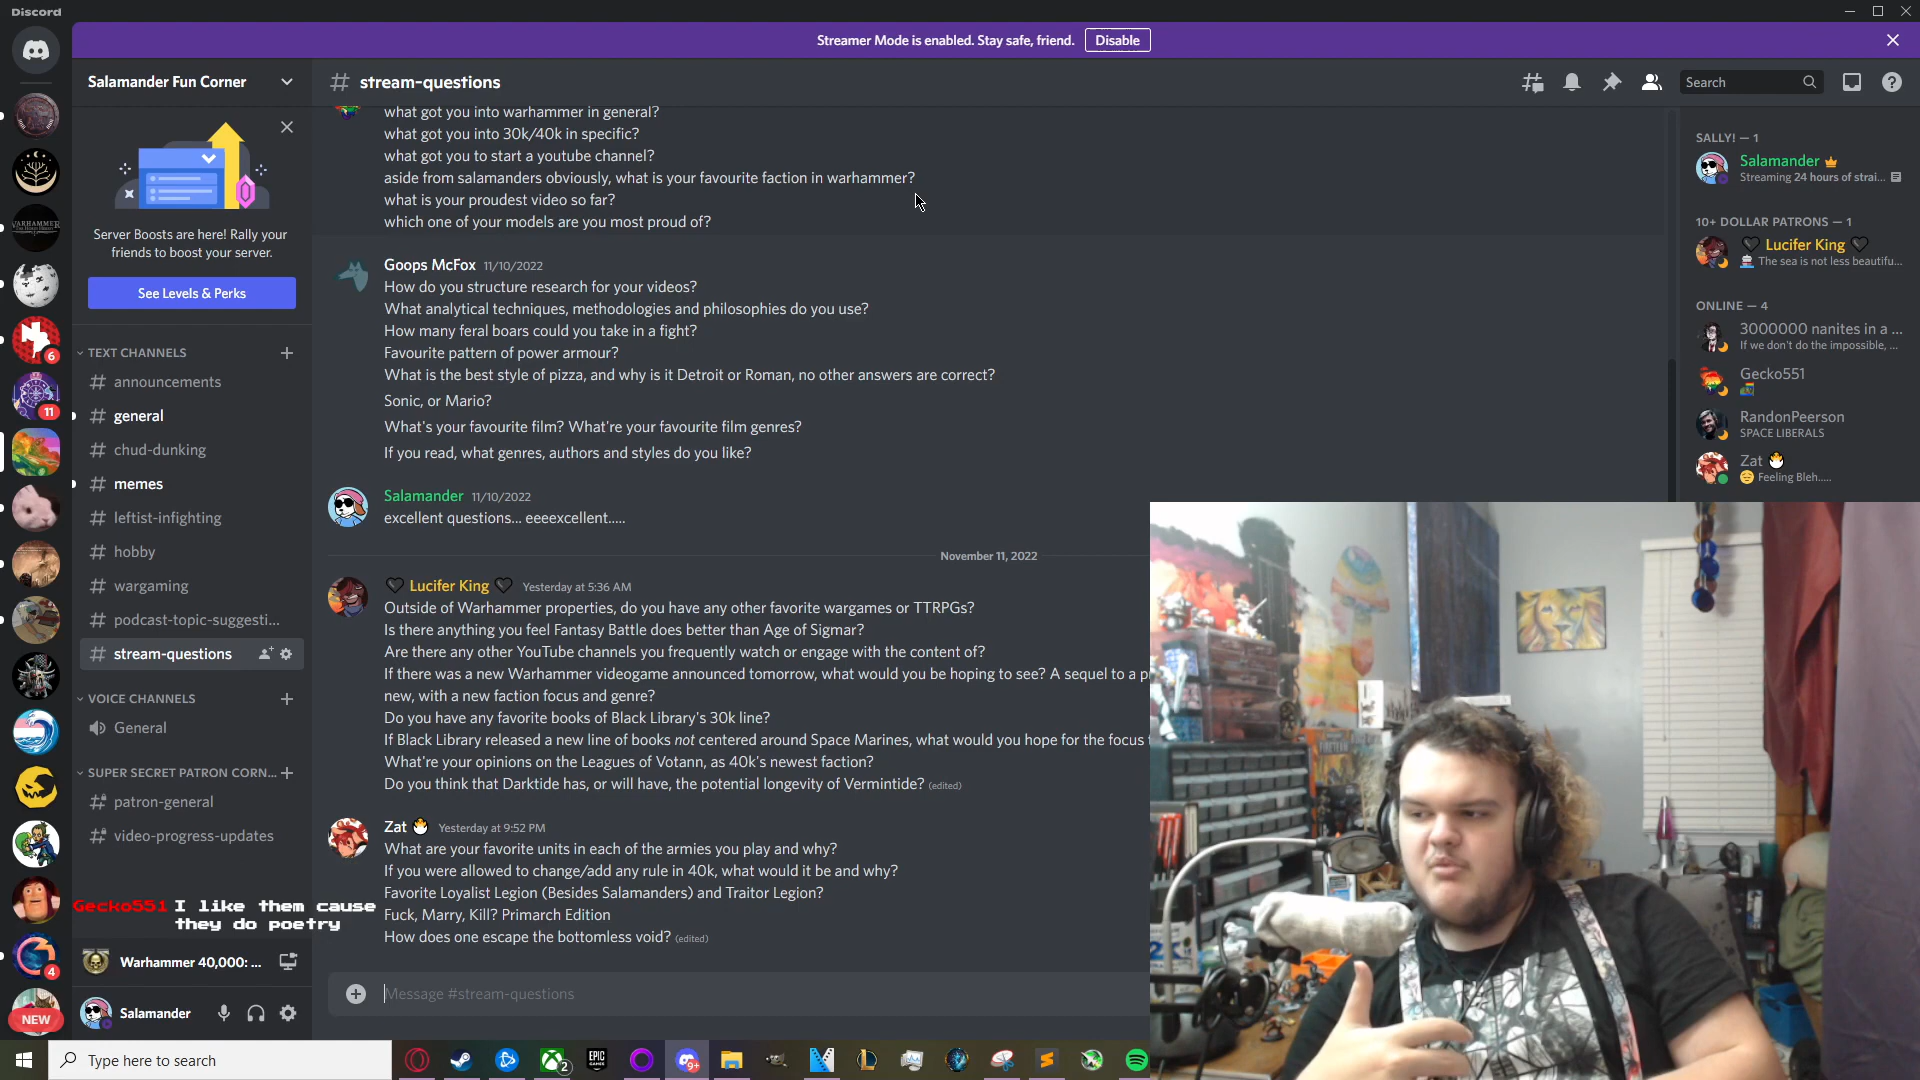 Discord
Streamer Mode is enabled. Stay safe, friend.
Disable
Salamander Fun Corner
stream-questions
Search
Server Boosts are here! Rally your
friends to boost your server.
See Levels & Perks
TEXT CHANNELS
announcements
general
chud-dunking
memes
leftist-infighting
hobby
wargaming
podcast-topic-suggesti...
stream-questions
VOICE CHANNELS
General
SUPER SECRET PATRON CORN...
patron-general
video-progress-updates
Gecko551 I like them cause
they do poetry
Warhammer 40,000: ...
Salamander
6
11
4
NEW
what got you into warhammer in general?
what got you into 30k/40k in specific?
what got you to start a youtube channel?
aside from salamanders obviously, what is your favourite faction in warhammer?
what is your proudest video so far?
which one of your models are you most proud of?
Goops McFox 11/10/2022
How do you structure research for your videos?
What analytical techniques, methodologies and philosophies do you use?
How many feral boars could you take in a fight?
Favourite pattern of power armour?
What is the best style of pizza, and why is it Detroit or Roman, no other answers are correct?
Sonic, or Mario?
What's your favourite film? What're your favourite film genres?
If you read, what genres, authors and styles do you like?
Salamander 11/10/2022
excellent questions... eeeexcellent.....
November 11, 2022
Lucifer King Yesterday at 5:36 AM
Outside of Warhammer properties, do you have any other favorite wargames or TTRPGs?
Is there anything you feel Fantasy Battle does better than Age of Sigmar?
Are there any other YouTube channels you frequently watch or engage with the content of?
If there was a new Warhammer videogame announced tomorrow, what would you be hoping to see? A sequel to a p
new, with a new faction focus and genre?
Do you have any favorite books of Black Library's 30k line?
If Black Library released a new line of books not centered around Space Marines, what would you hope for the focus
What're your opinions on the Leagues of Votann, as 40k's newest faction?
Do you think that Darktide has, or will have, the potential longevity of Vermintide? (edited)
Zat Yesterday at 9:52 PM
What are your favorite units in each of the armies you play and why?
If you were allowed to change/add any rule in 40k, what would it be and why?
Favorite Loyalist Legion (Besides Salamanders) and Traitor Legion?
Fuck, Marry, Kill? Primarch Edition
How does one escape the bottomless void? (edited)
Message #stream-questions
SALLY! — 1
Salamander
Streaming 24 hours of strai...
10+ DOLLAR PATRONS — 1
Lucifer King
The sea is not less beautifu...
ONLINE — 4
3000000 nanites in a ...
If we don't do the impossible, ...
Gecko551
RandonPeerson
SPACE LIBERALS
Zat
Feeling Bleh.....
Type here to search
2
EPIC
9+